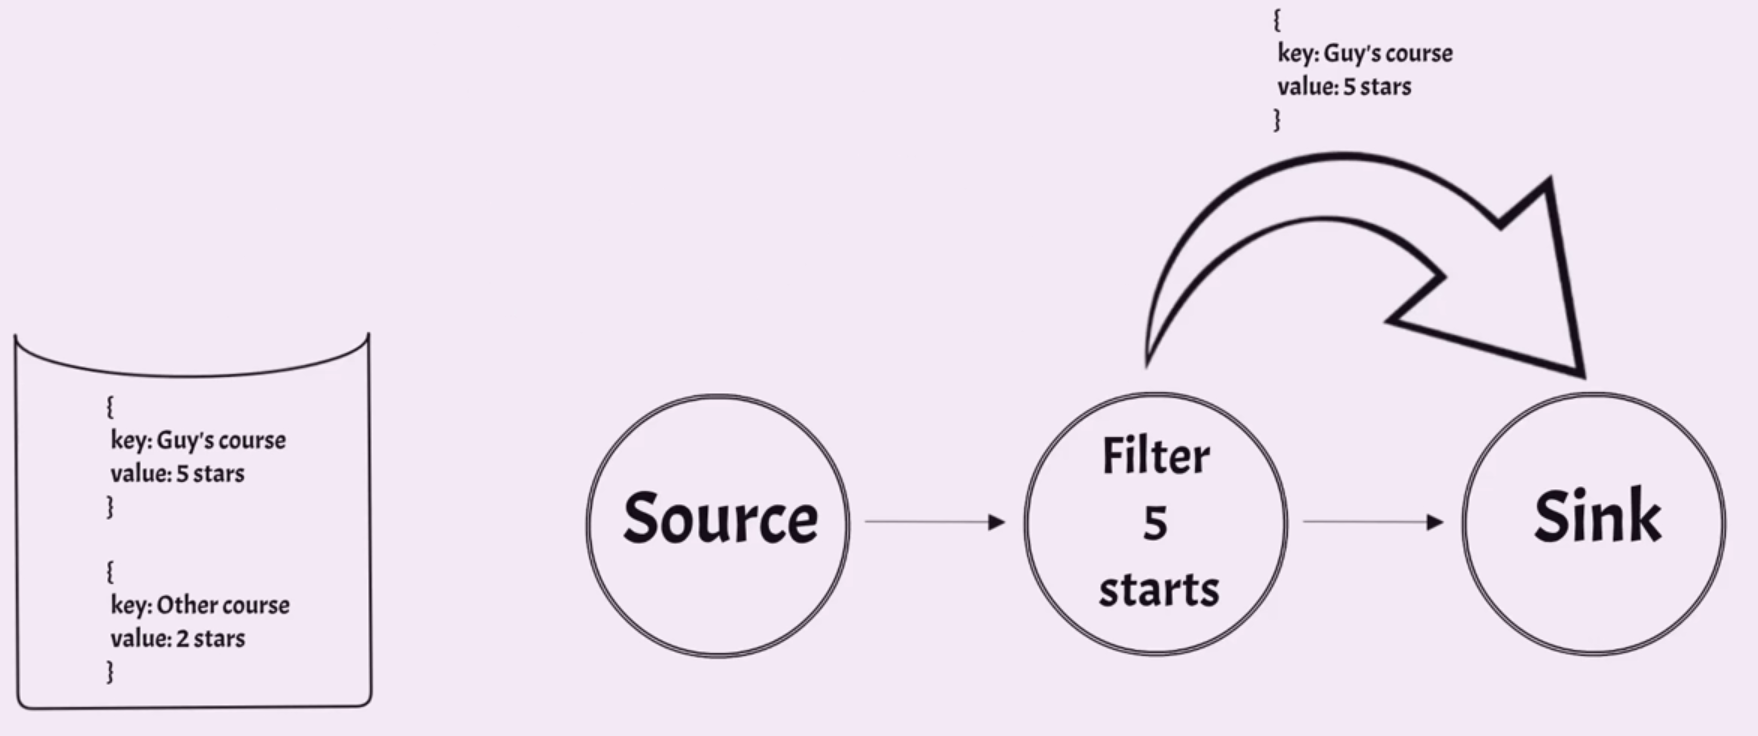 {
key: Guy's course
value: 5 stars
}
{
key: Guy's course
value: 5 stars
}
{
key: Other course
value: 2 stars
}
Source
Filter
5
starts
Sink